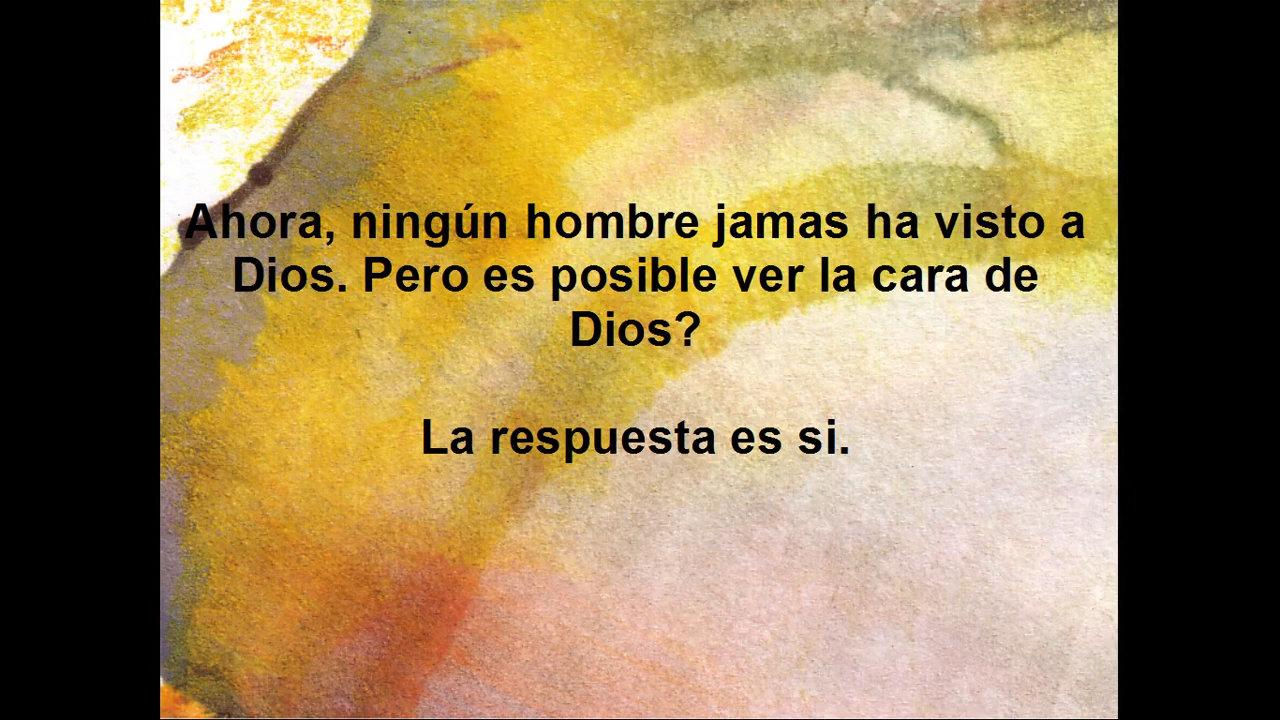 Ahora, ningún hombre jamas ha visto a
Dios. Pero es posible ver la cara de
Dios?
La respuesta es si.